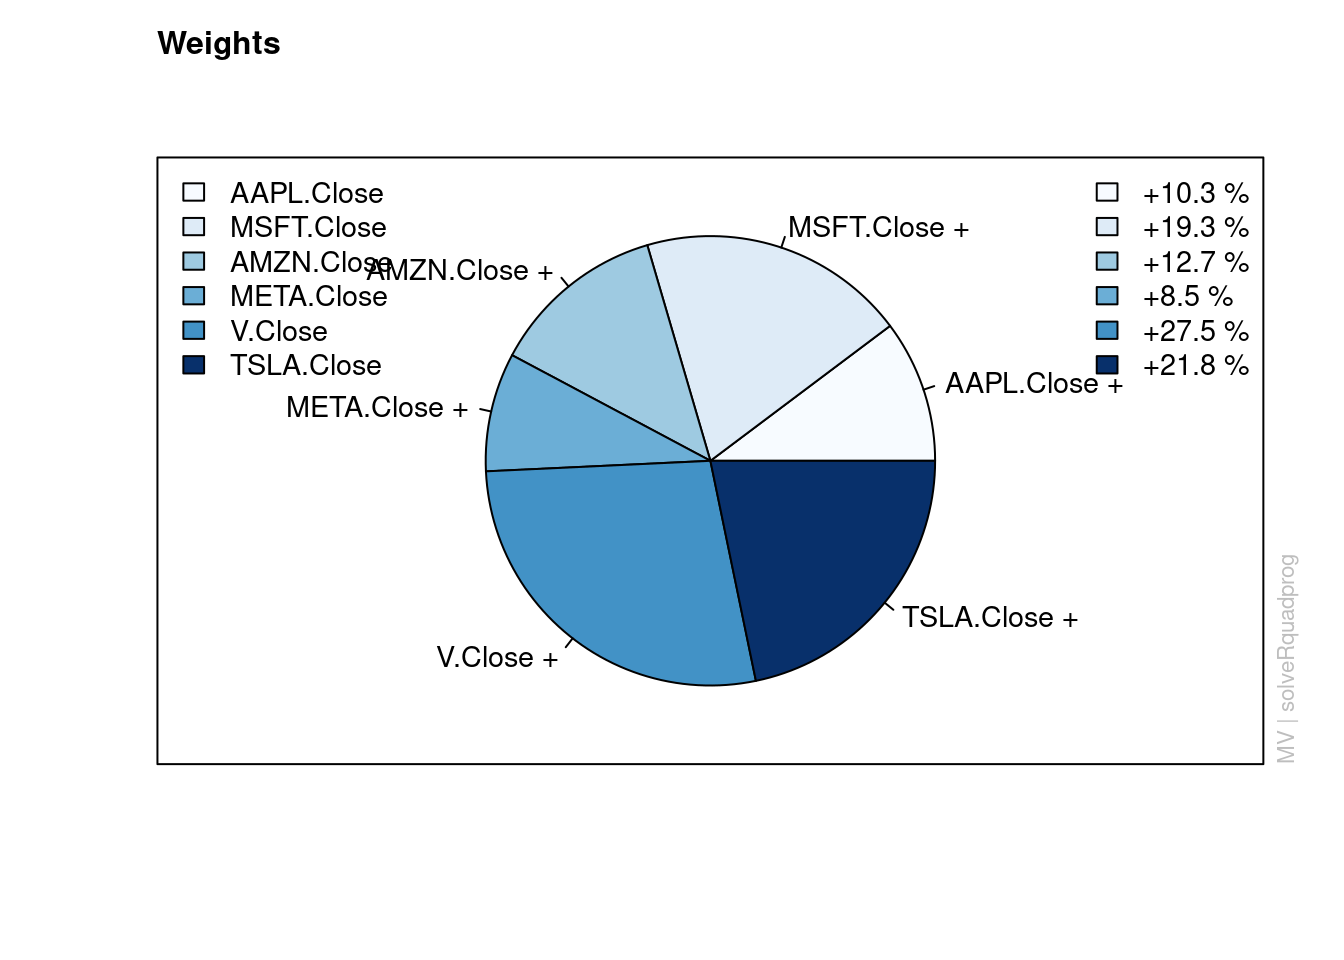 Weights
AAPL.Close
MSFT.Close
AMZN.Close
META.Close
V.Close
TSLA.Close
+10.3 %
+19.3 %
+12.7 %
+8.5 %
+27.5 %
+21.8 %
MSFT.Close +
AMZN.Close +
AAPL.Close +
META.Close +
TSLA.Close +
V.Close +
MV | solveRquadprog